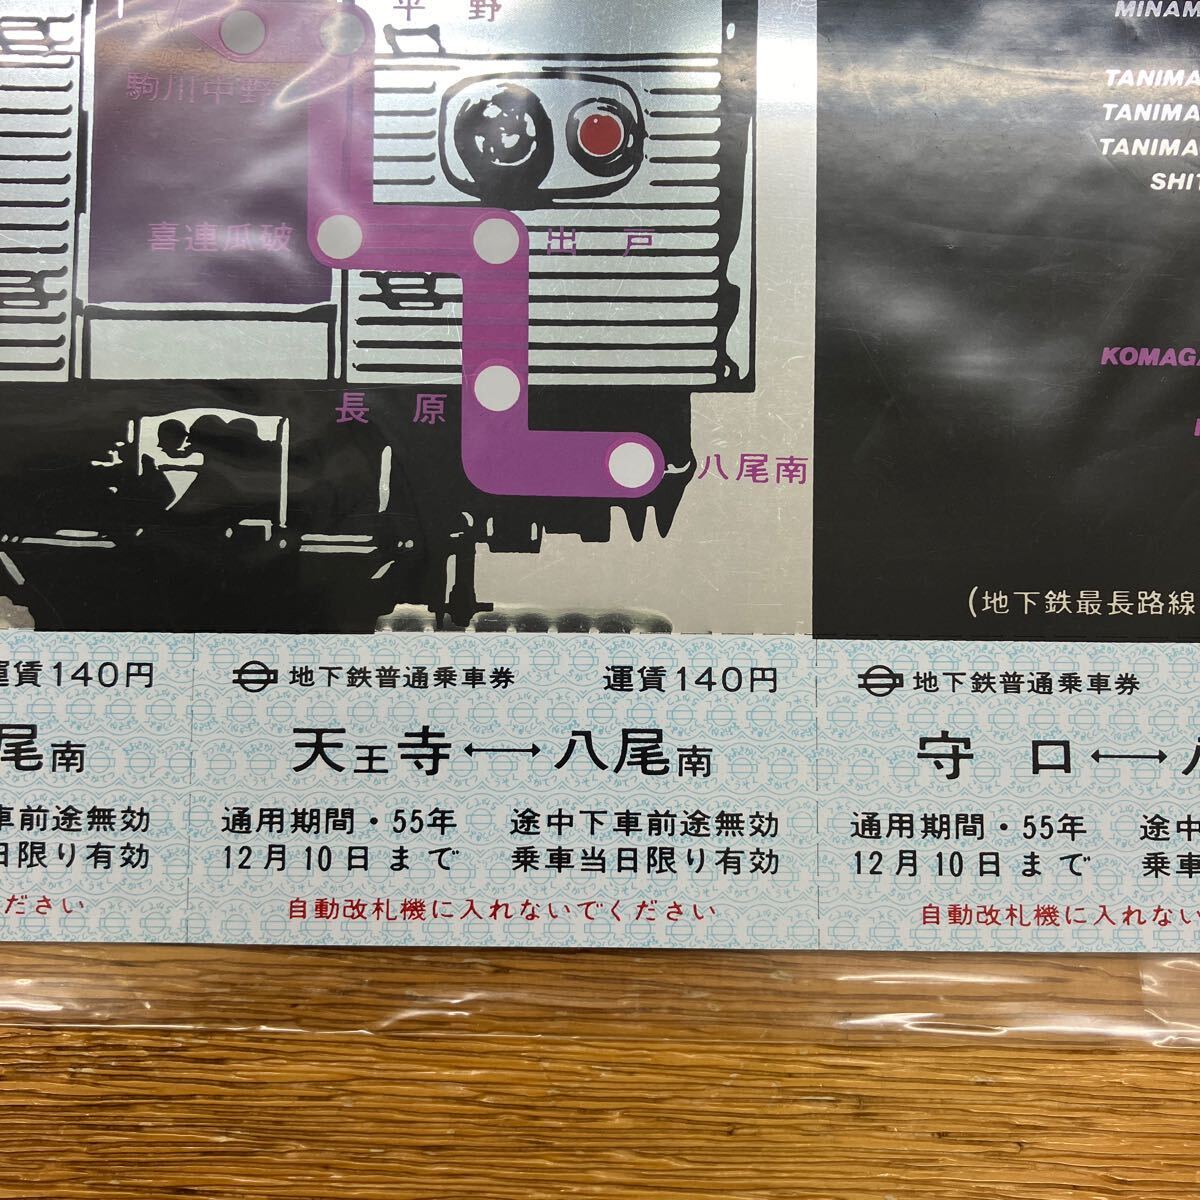 平　野
駒川中野
喜連瓜破
出　戸
長　原
八尾南
MINAM
TANIMA
TANIMA
TANIMA
SHIT
KOMAGA
(地下鉄最長路線
運賃140円
尾南
車前途無効
日限り有効
ださい
地下鉄普通乗車券　運賃140円
天王寺⟷八尾南
通用期間・55年　途中下車前途無効
12月10日まで　乗車当日限り有効
自動改札機に入れないでください
地下鉄普通乗車券
守　口⟷
通用期間・55年　途中
12月10日まで　乗車
自動改札機に入れない